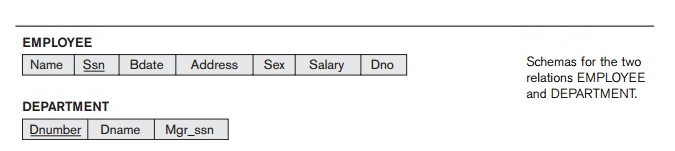 EMPLOYEE
Name Ssn Bdate Address Sex Salary Dno
DEPARTMENT
Dnumber Dname Mgr_ssn
Schemas for the two
relations EMPLOYEE
and DEPARTMENT.